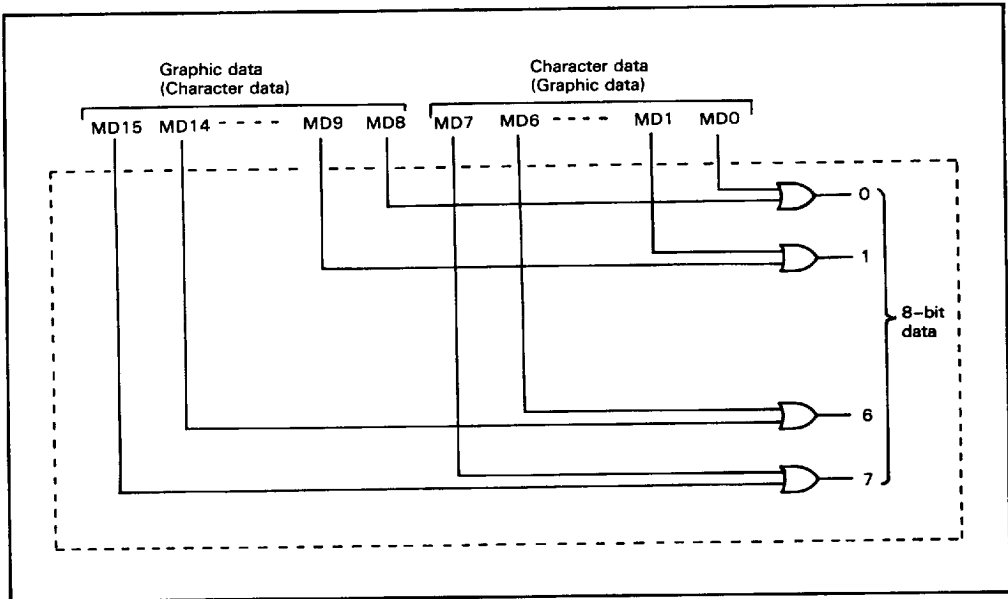 Graphic data
(Character data)
Character data
(Graphic data)
MD15 MD14 ----- MD9 MD8 MD7 MD6 ---- MD1 MD0
0
1
8-bit
data
6
7